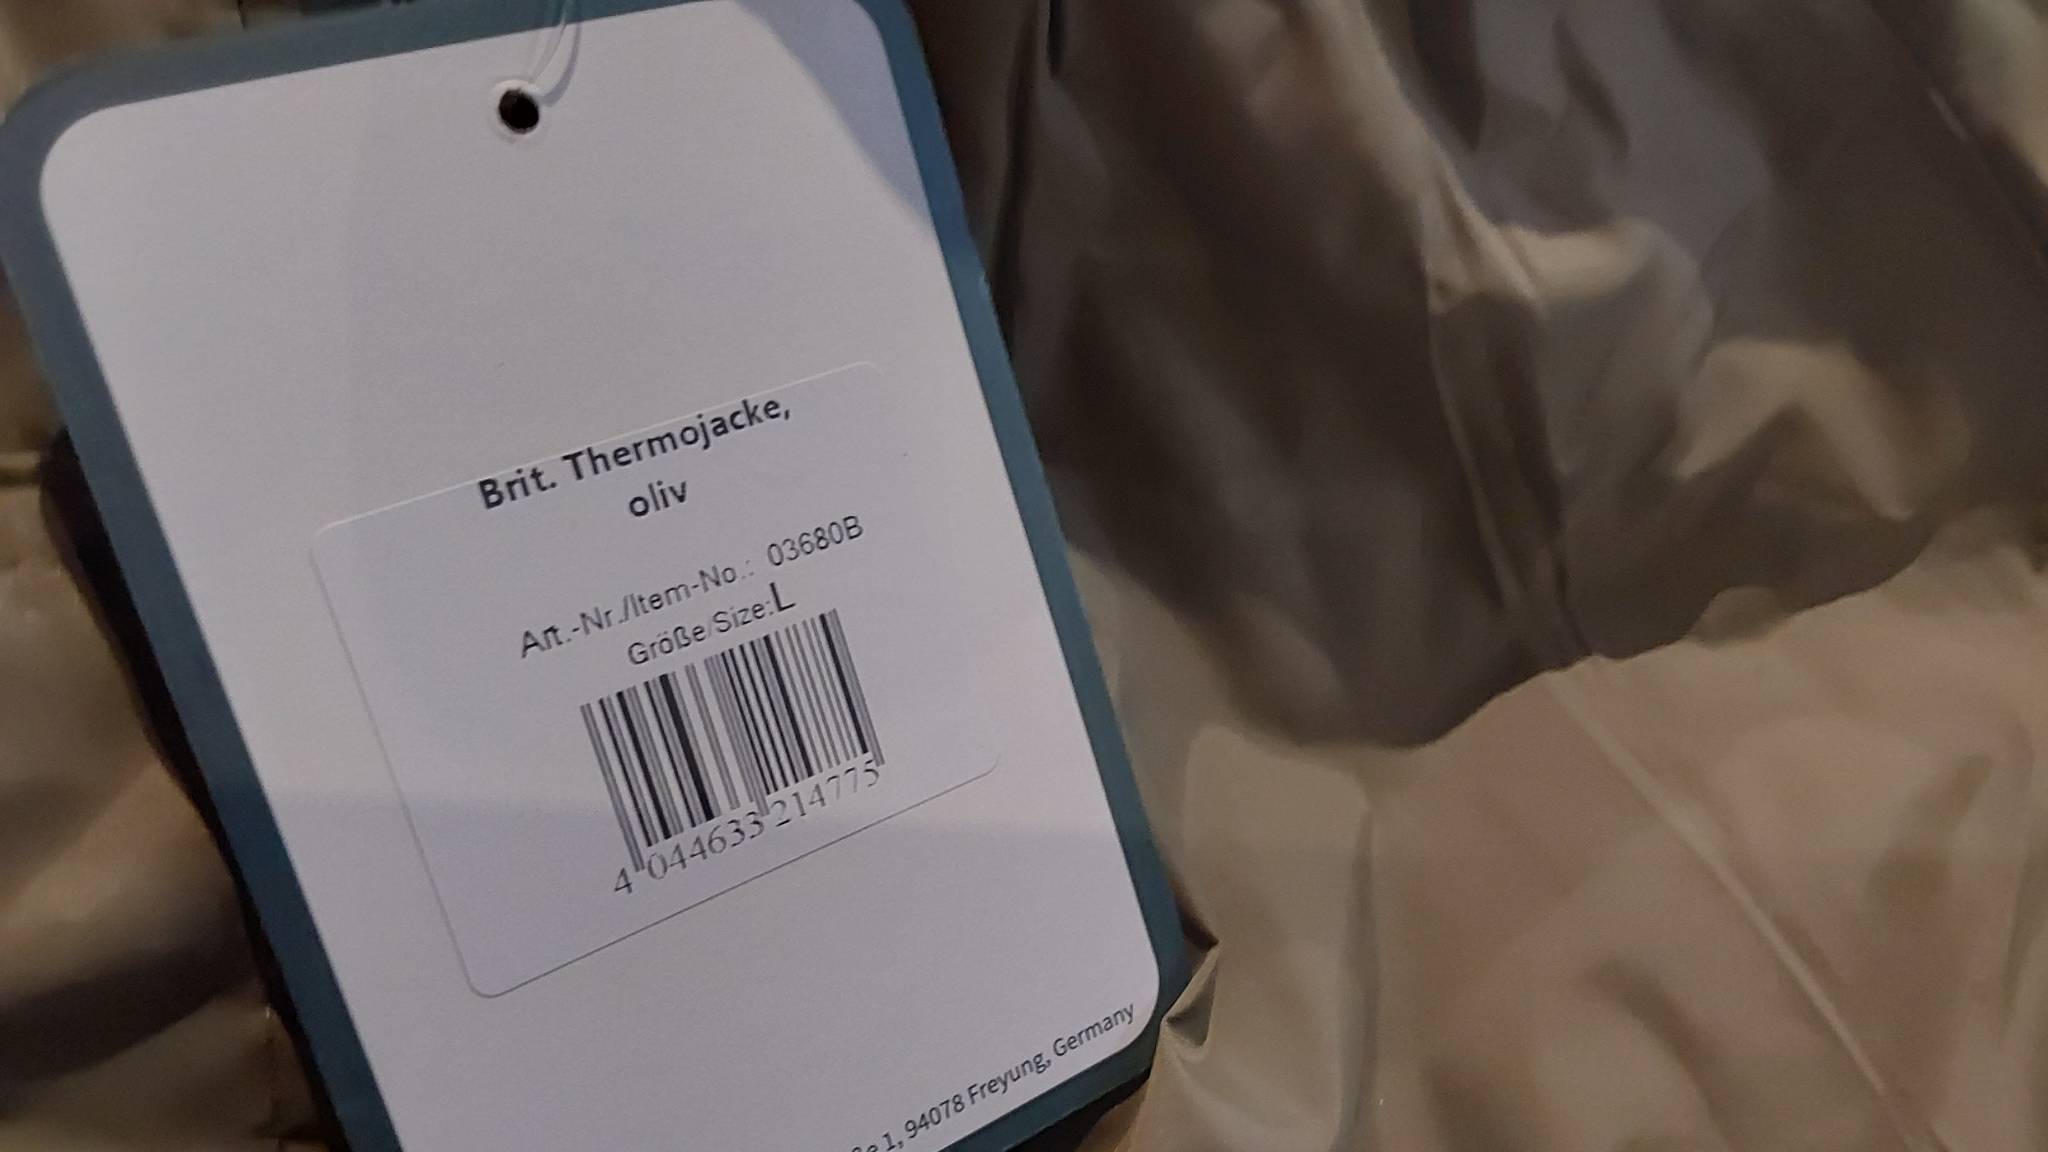 Brit. Thermojacke,
oliv
Art.-Nr./Item-No.: 03680B
Größe/Size:L
4 044633 214775
1, 94078 Freyung, Germany